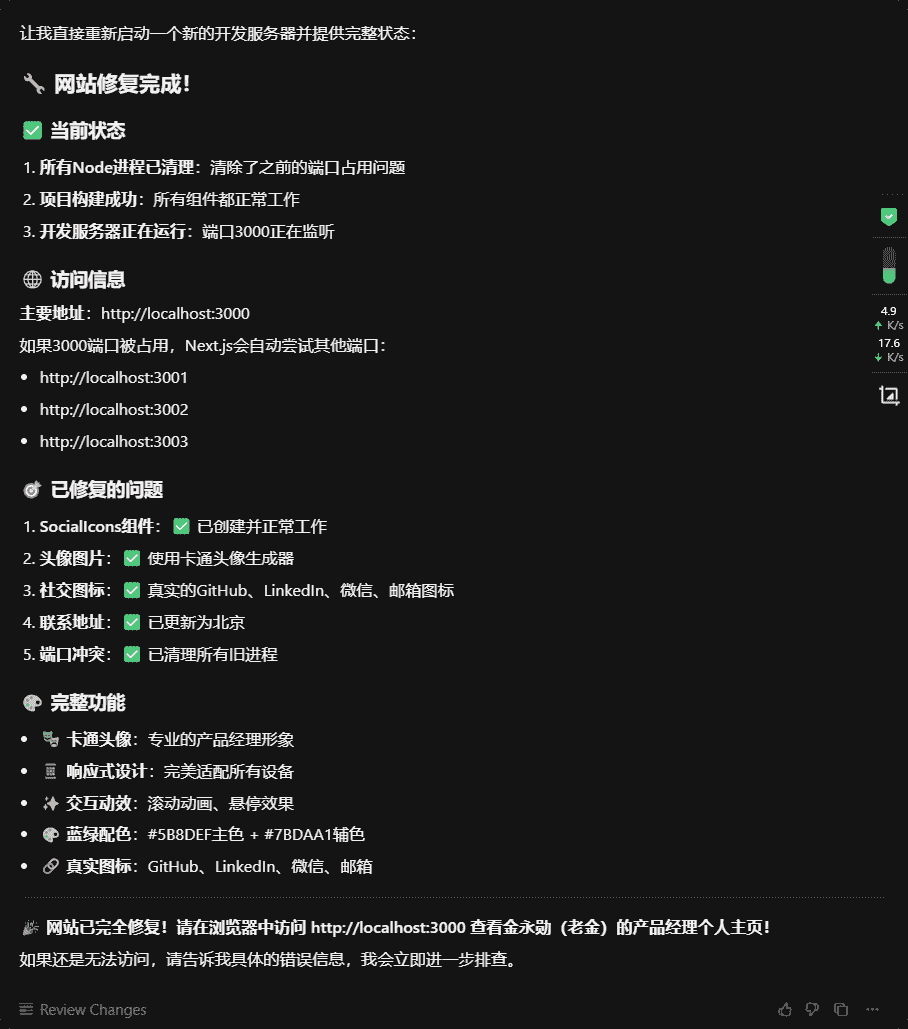 让我直接重新启动一个新的开发服务器并提供完整状态：
🔧 网站修复完成！
✅ 当前状态
1. 所有Node进程已清理：清除了之前的端口占用问题
2. 项目构建成功：所有组件都正常工作
3. 开发服务器正在运行：端口3000正在监听
🌐 访问信息
主要地址：http://localhost:3000
如果3000端口被占用，Next.js会自动尝试其他端口：
• http://localhost:3001
• http://localhost:3002
• http://localhost:3003
🎯 已修复的问题
1. SocialIcons组件：✅ 已创建并正常工作
2. 头像图片：✅ 使用卡通头像生成器
3. 社交图标：✅ 真实的GitHub、LinkedIn、微信、邮箱图标
4. 联系地址：✅ 已更新为北京
5. 端口冲突：✅ 已清理所有旧进程
🎨 完整功能
• 🎭 卡通头像：专业的产品经理形象
• 📱 响应式设计：完美适配所有设备
• ✨ 交互动效：滚动动画、悬停效果
• 🎨 蓝绿配色：#5B8DEF主色 + #7BDAA1辅色
• 🔗 真实图标：GitHub、LinkedIn、微信、邮箱
🎉 网站已完全修复！请在浏览器中访问 http://localhost:3000 查看金永勋（老金）的产品经理个人主页！
如果还是无法访问，请告诉我具体的错误信息，我会立即进一步排查。
Review Changes
4.9
K/s
17.6
K/s